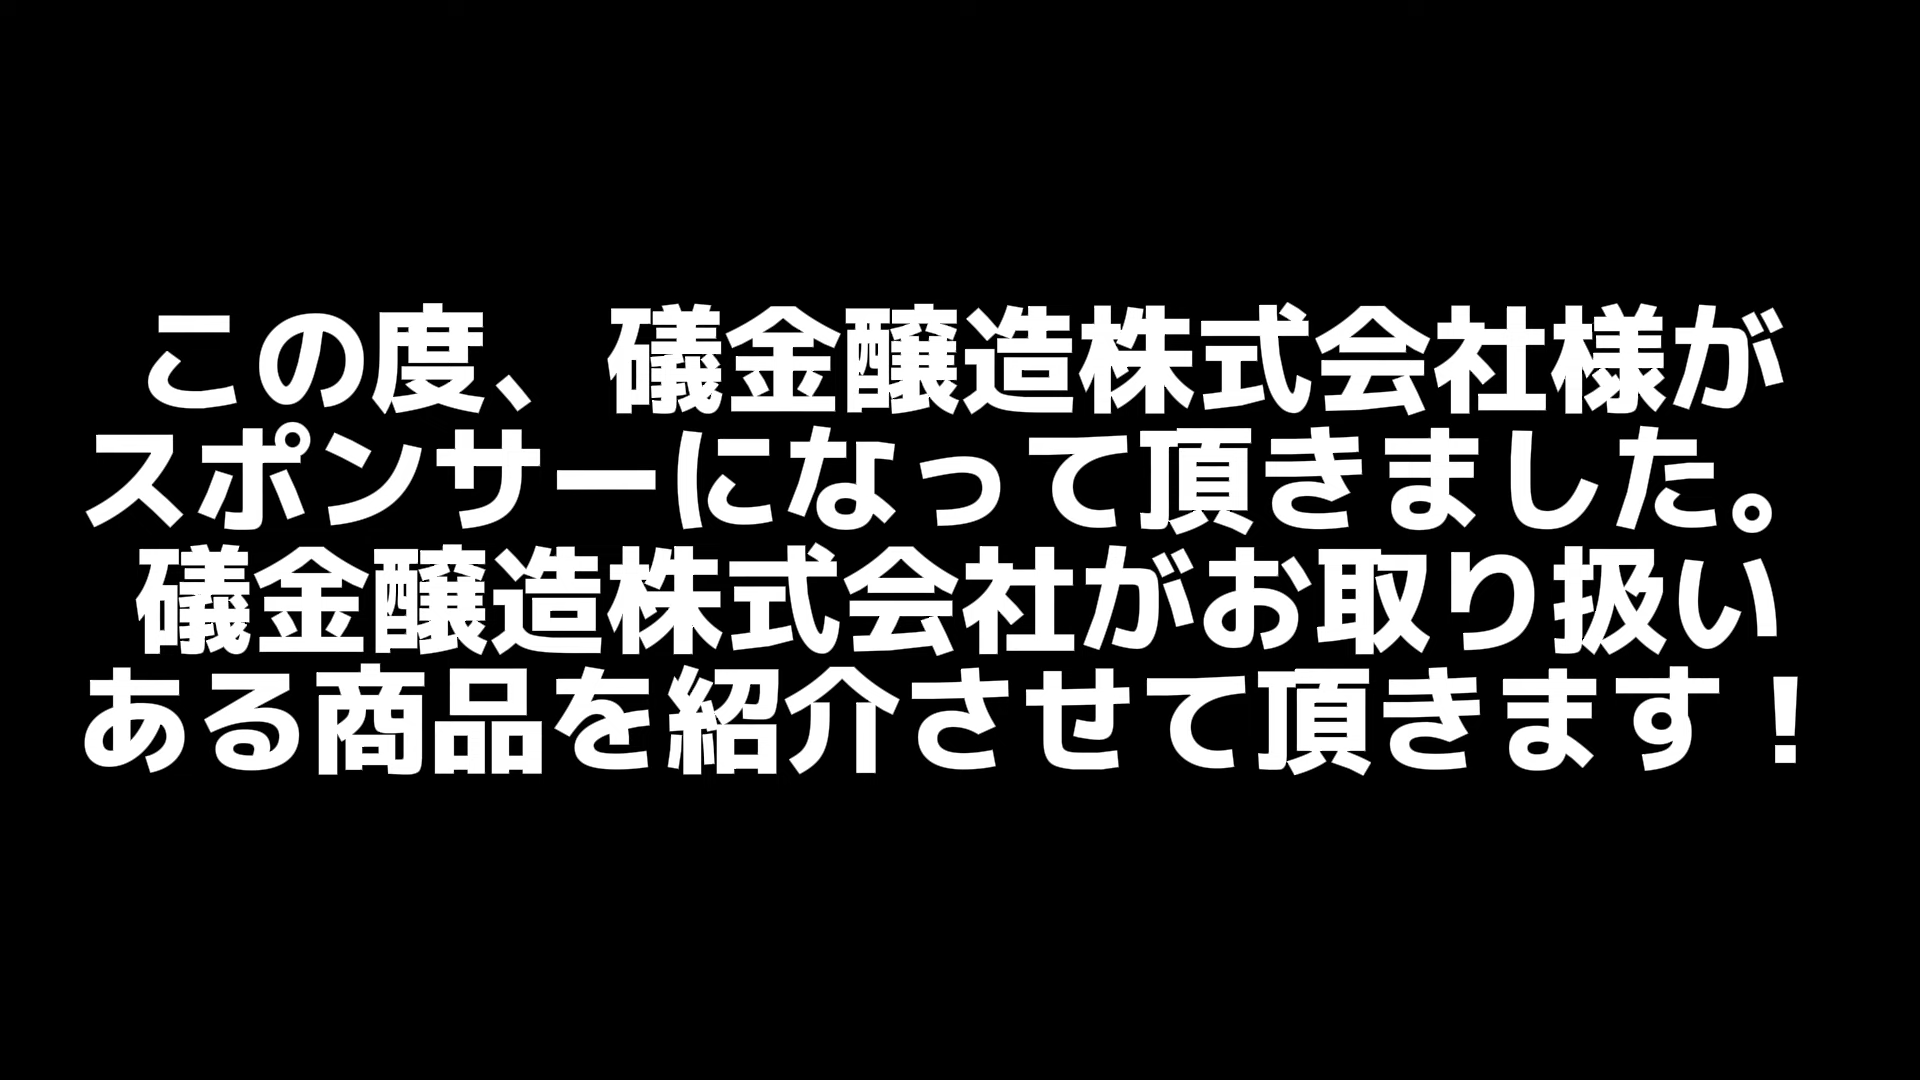 この度、礒金醸造株式会社様が
スポンサーになって頂きました。
礒金醸造株式会社がお取り扱い
ある商品を紹介させて頂きます！